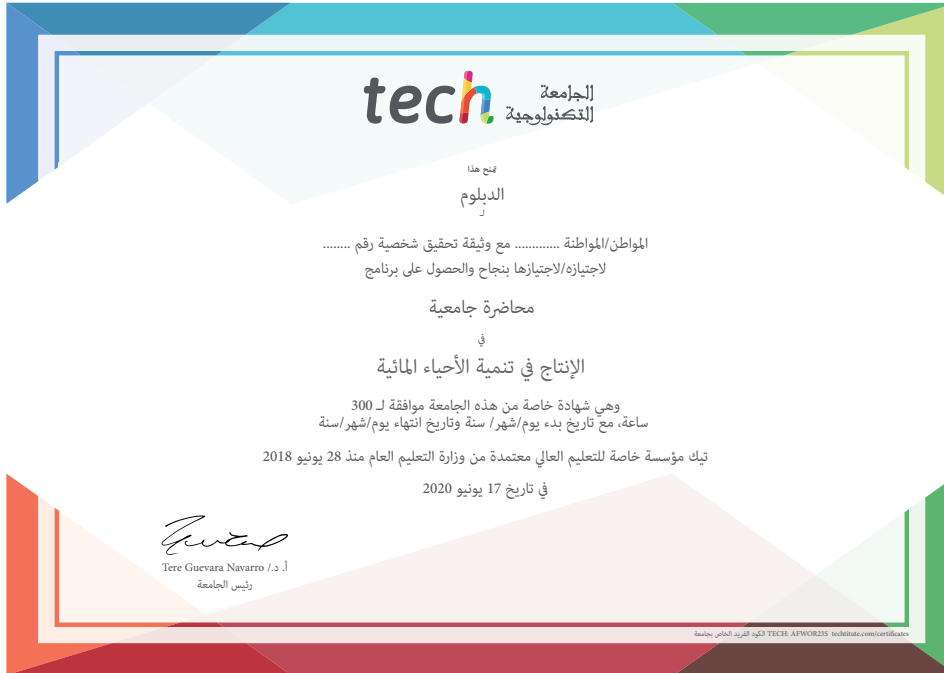 tech الجامعة
التكنولوجية
تمنح هذا
الدبلوم
لـ
المواطن/المواطنة ............. مع وثيقة تحقيق شخصية رقم ........
لاجتيازه/لاجتيازها بنجاح والحصول على برنامج
محاضرة جامعية
في
الإنتاج في تنمية الأحياء المائية
وهي شهادة خاصة من هذه الجامعة موافقة لـ 300
ساعة، مع تاريخ بدء يوم/شهر/ سنة وتاريخ انتهاء يوم/شهر/سنة
تيك مؤسسة خاصة للتعليم العالي معتمدة من وزارة التعليم العام منذ 28 يونيو 2018
في تاريخ 17 يونيو 2020
أ. د./ Tere Guevara Navarro
رئيس الجامعة
الكود الفريد الخاص بجامعة TECH: AFWOR23S techtitute.com/certificates